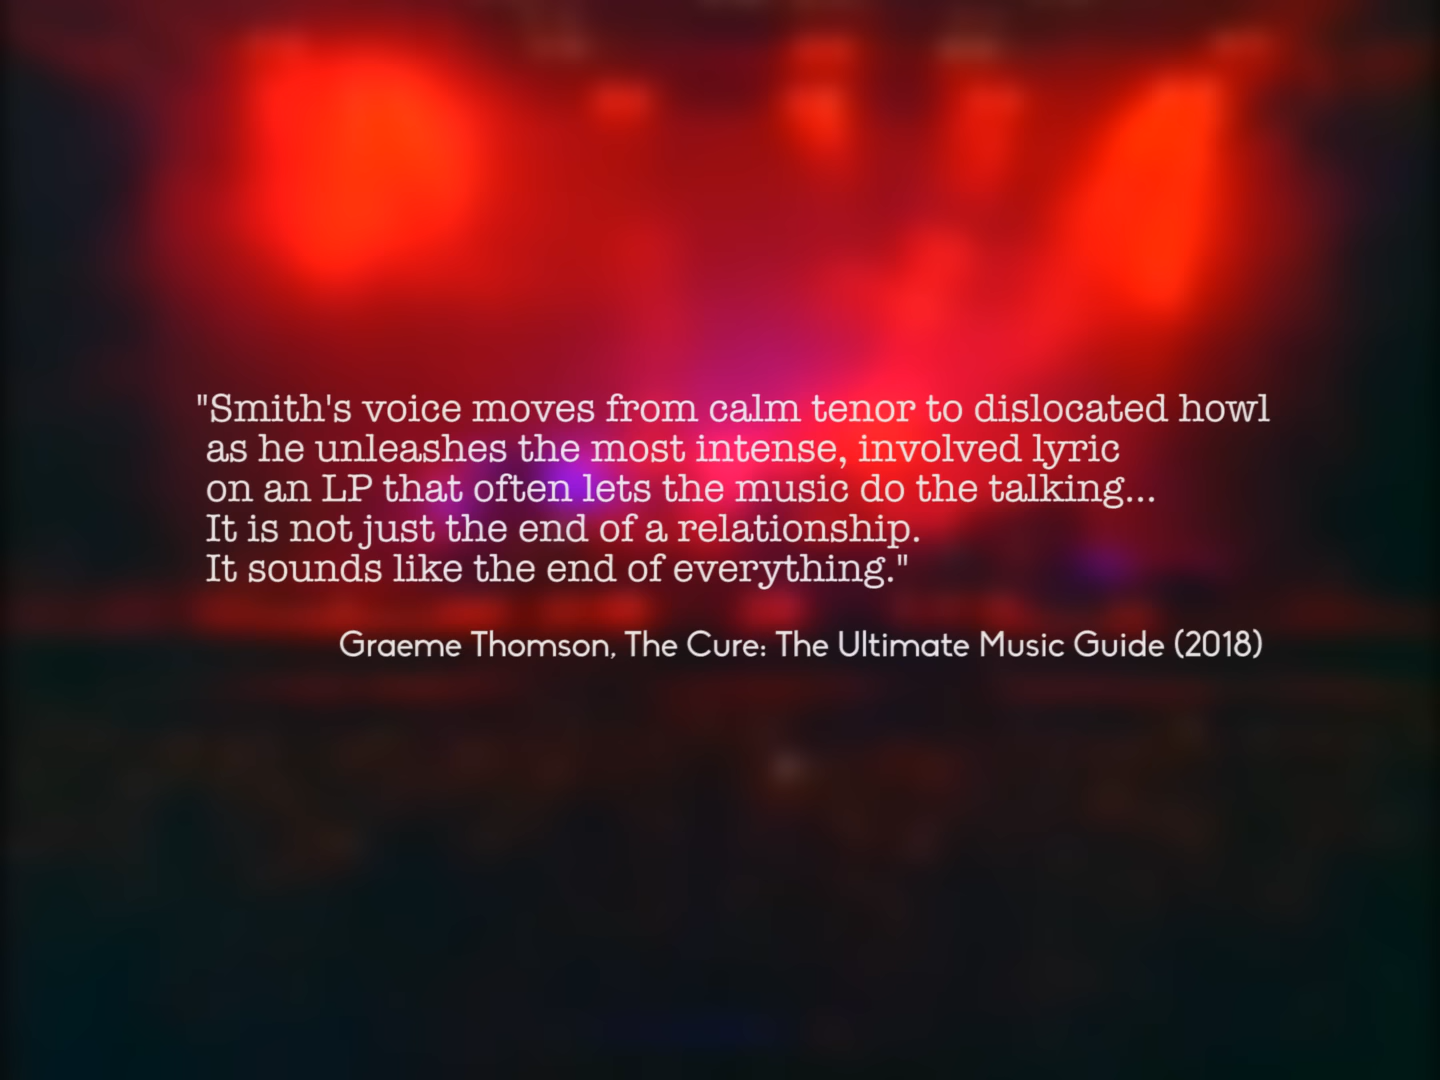 "Smith's voice moves from calm tenor to dislocated howl
as he unleashes the most intense, involved lyric
on an LP that often lets the music do the talking...
It is not just the end of a relationship.
It sounds like the end of everything."
Graeme Thomson, The Cure: The Ultimate Music Guide (2018)